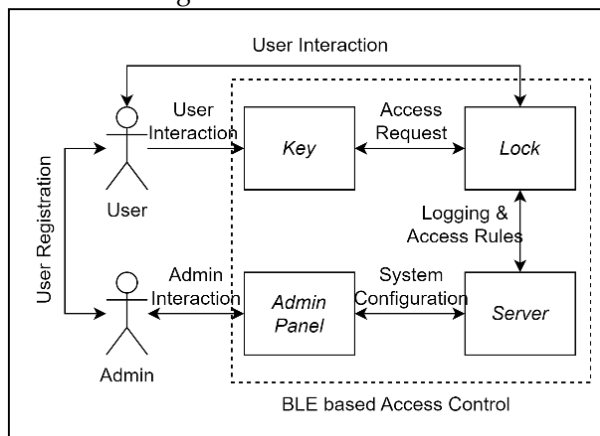 User Interaction
User
Interaction
Key
Access
Request
Lock
User
User Registration
Logging &
Access Rules
Admin
Interaction
Admin
Panel
System
Configuration
Server
Admin
BLE based Access Control